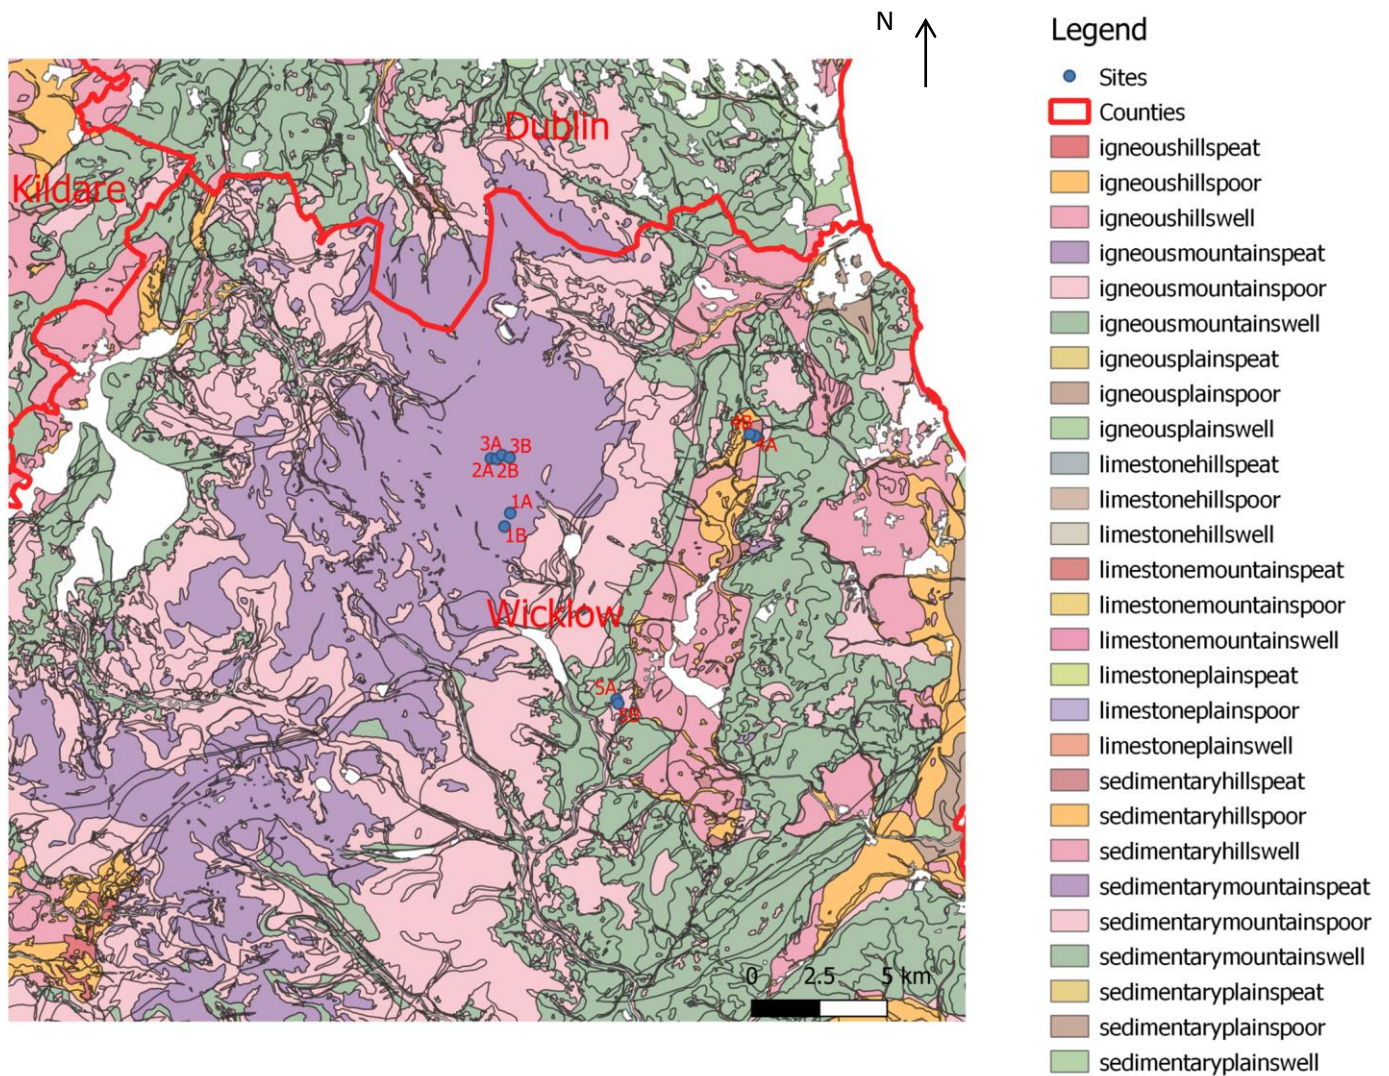 N
Dublin
Kildare
4B
4A
3A 3B
2A 2B
1A
1B
Wicklow
5A
5B
0 2.5 5 km
Legend
Sites
Counties
igneoushillspeat
igneoushillspoor
igneoushillswell
igneousmountainspeat
igneousmountainspoor
igneousmountainswell
igneousplainspeat
igneousplainspoor
igneousplainswell
limestonehillspeat
limestonehillspoor
limestonehillswell
limestonemountainspeat
limestonemountainspoor
limestonemountainswell
limestoneplainspeat
limestoneplainspoor
limestoneplainswell
sedimentaryhillspeat
sedimentaryhillspoor
sedimentaryhillswell
sedimentarymountainspeat
sedimentarymountainspoor
sedimentarymountainswell
sedimentaryplainspeat
sedimentaryplainspoor
sedimentaryplainswell